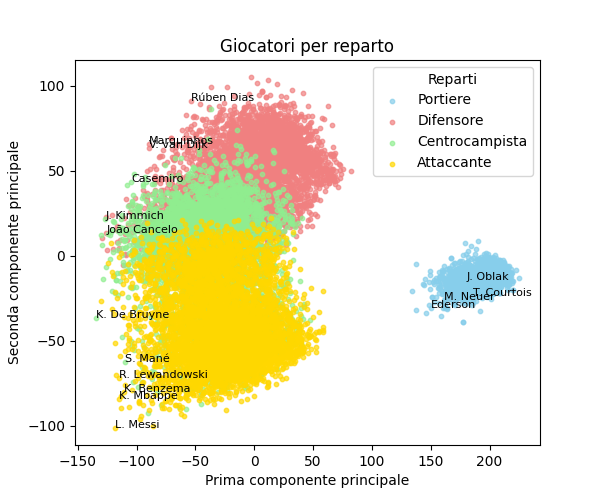 Giocatori per reparto
Reparti
Portiere
Difensore
Centrocampista
Attaccante
Rúben Dias
Marquinhos
V. van Dijk
Casemiro
J. Kimmich
João Cancelo
K. De Bruyne
S. Mané
R. Lewandowski
K. Benzema
K. Mbappé
L. Messi
J. Oblak
T. Courtois
M. Neuer
Ederson
100
50
0
−50
−100
Seconda componente principale
−150 −100 −50 0 50 100 150 200
Prima componente principale